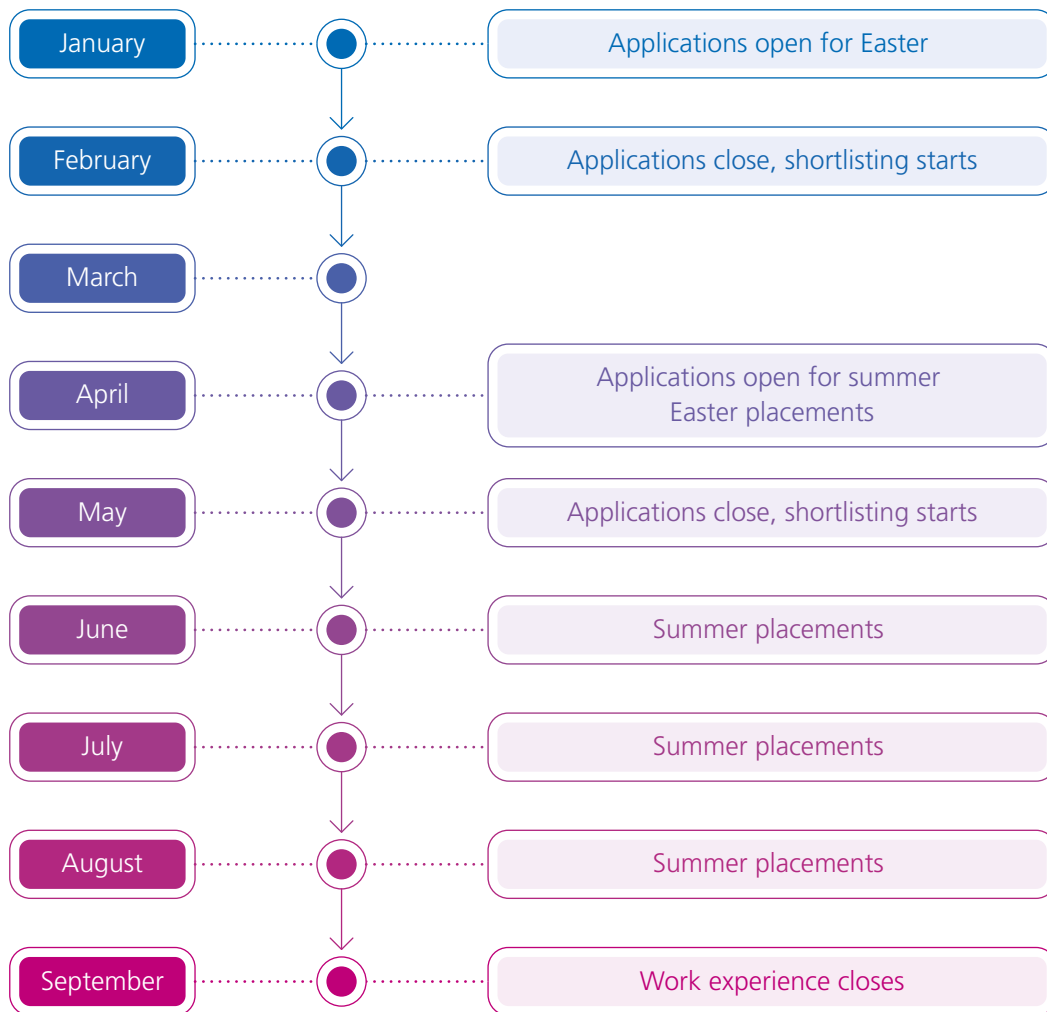 January
Applications open for Easter
February
Applications close, shortlisting starts
March
April
Applications open for summer
Easter placements
May
Applications close, shortlisting starts
June
Summer placements
July
Summer placements
August
Summer placements
September
Work experience closes